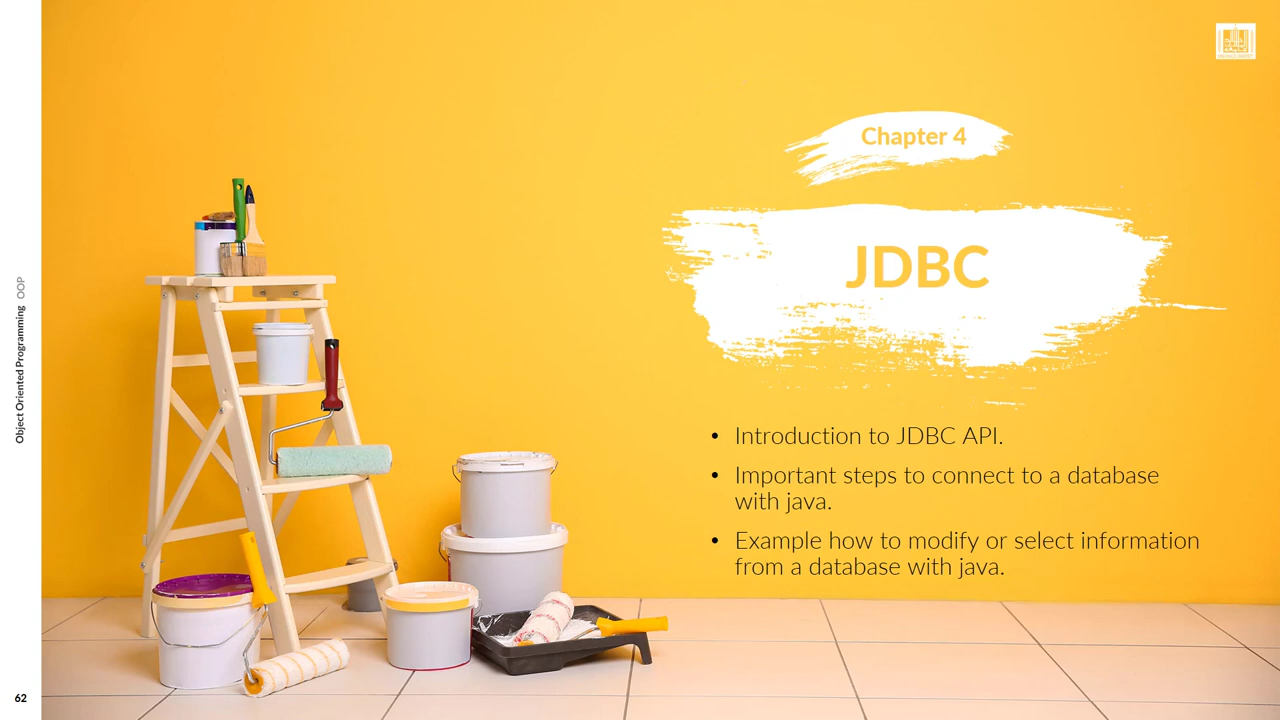 Chapter 4
JDBC
• Introduction to JDBC API.
• Important steps to connect to a database
with java.
• Example how to modify or select information
from a database with java.
Object Oriented Programming OOP
62